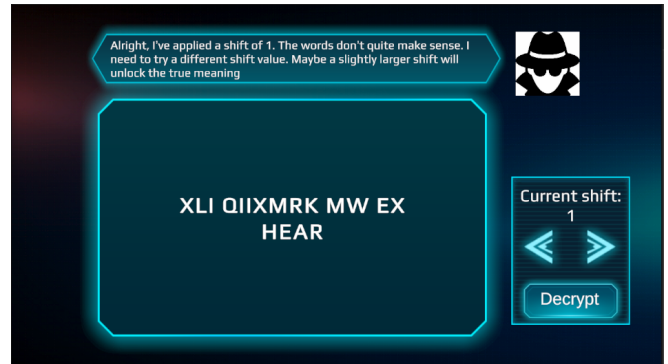 Alright, I've applied a shift of 1. The words don't quite make sense. I
need to try a different shift value. Maybe a slightly larger shift will
unlock the true meaning
XLI QIIXMRK MW EX
HEAR
Current shift:
1
Decrypt